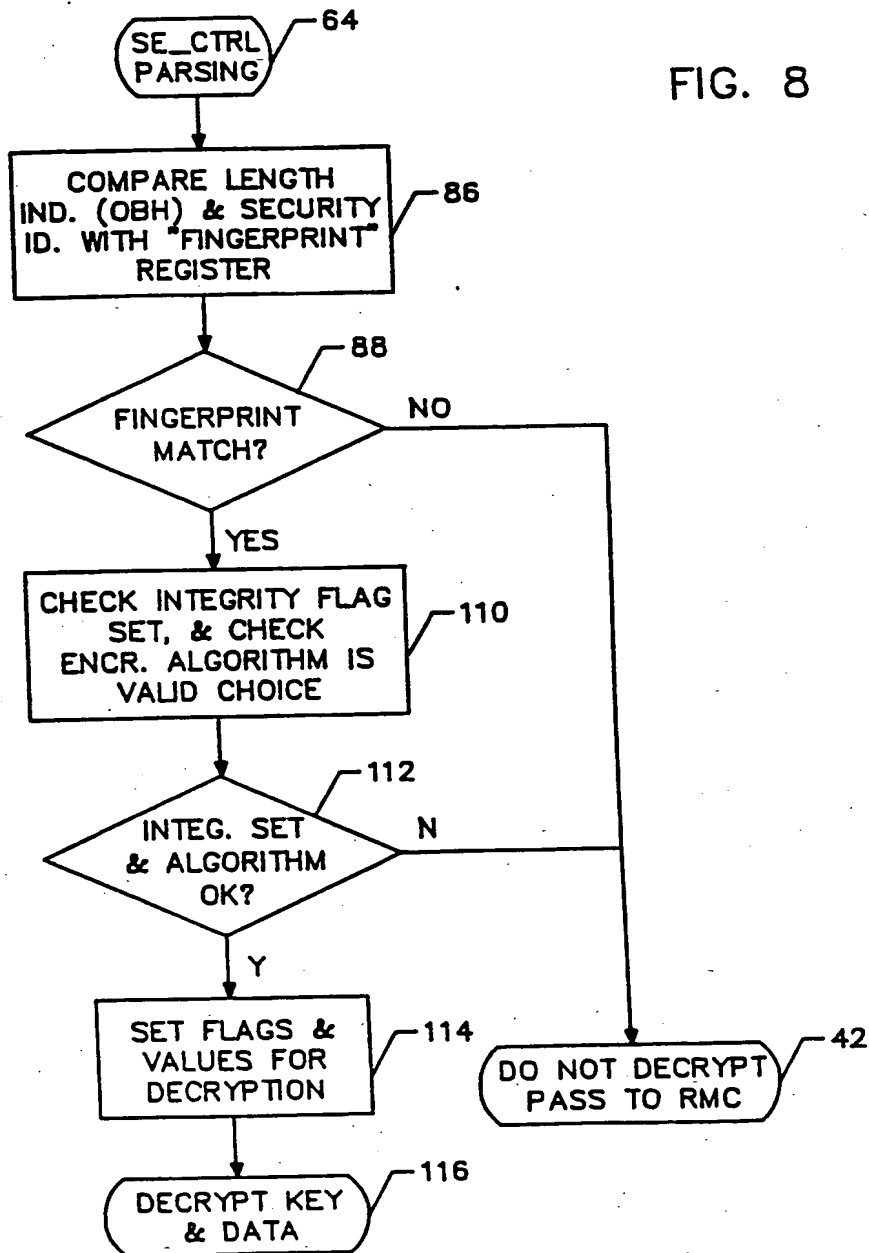 SE_CTRL
PARSING
64
FIG. 8
COMPARE LENGTH
IND. (OBH) & SECURITY
ID. WITH "FINGERPRINT"
REGISTER
86
88
FINGERPRINT
MATCH?
NO
YES
CHECK INTEGRITY FLAG
SET, & CHECK
ENCR. ALGORITHM IS
VALID CHOICE
110
112
INTEG. SET
& ALGORITHM
OK?
N
Y
SET FLAGS &
VALUES FOR
DECRYPTION
114
DO NOT DECRYPT
PASS TO RMC
42
DECRYPT KEY
& DATA
116